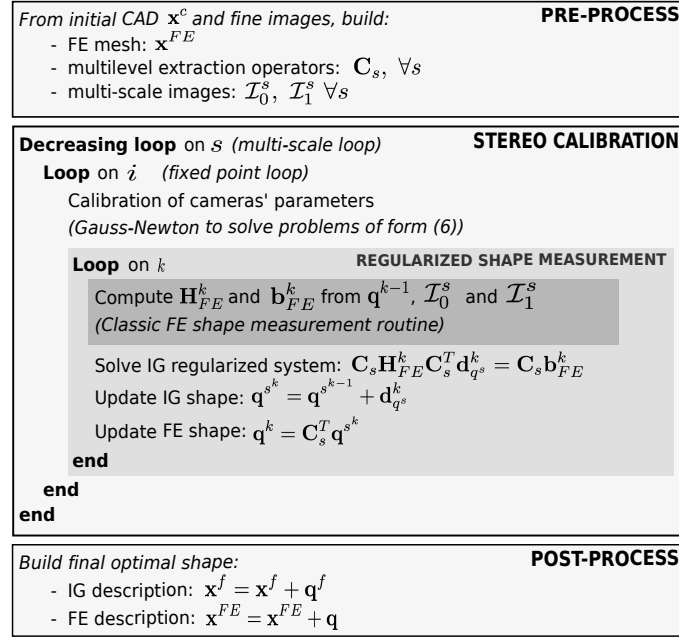 From initial CAD x^c and fine images, build: PRE-PROCESS
- FE mesh: x^{FE}
- multilevel extraction operators: C_s, ∀s
- multi-scale images: I_0^s, I_1^s ∀s
Decreasing loop on s (multi-scale loop) STEREO CALIBRATION
Loop on i (fixed point loop)
Calibration of cameras' parameters
(Gauss-Newton to solve problems of form (6))
Loop on k REGULARIZED SHAPE MEASUREMENT
Compute H_{FE}^k and b_{FE}^k from q^{k-1}, I_0^s and I_1^s
(Classic FE shape measurement routine)
Solve IG regularized system: C_s H_{FE}^k C_s^T d_{q^s}^k = C_s b_{FE}^k
Update IG shape: q^{s^k} = q^{s^{k-1}} + d_{q^s}^k
Update FE shape: q^k = C_s^T q^{s^k}
end
end
end
Build final optimal shape: POST-PROCESS
- IG description: x^f = x^f + q^f
- FE description: x^{FE} = x^{FE} + q